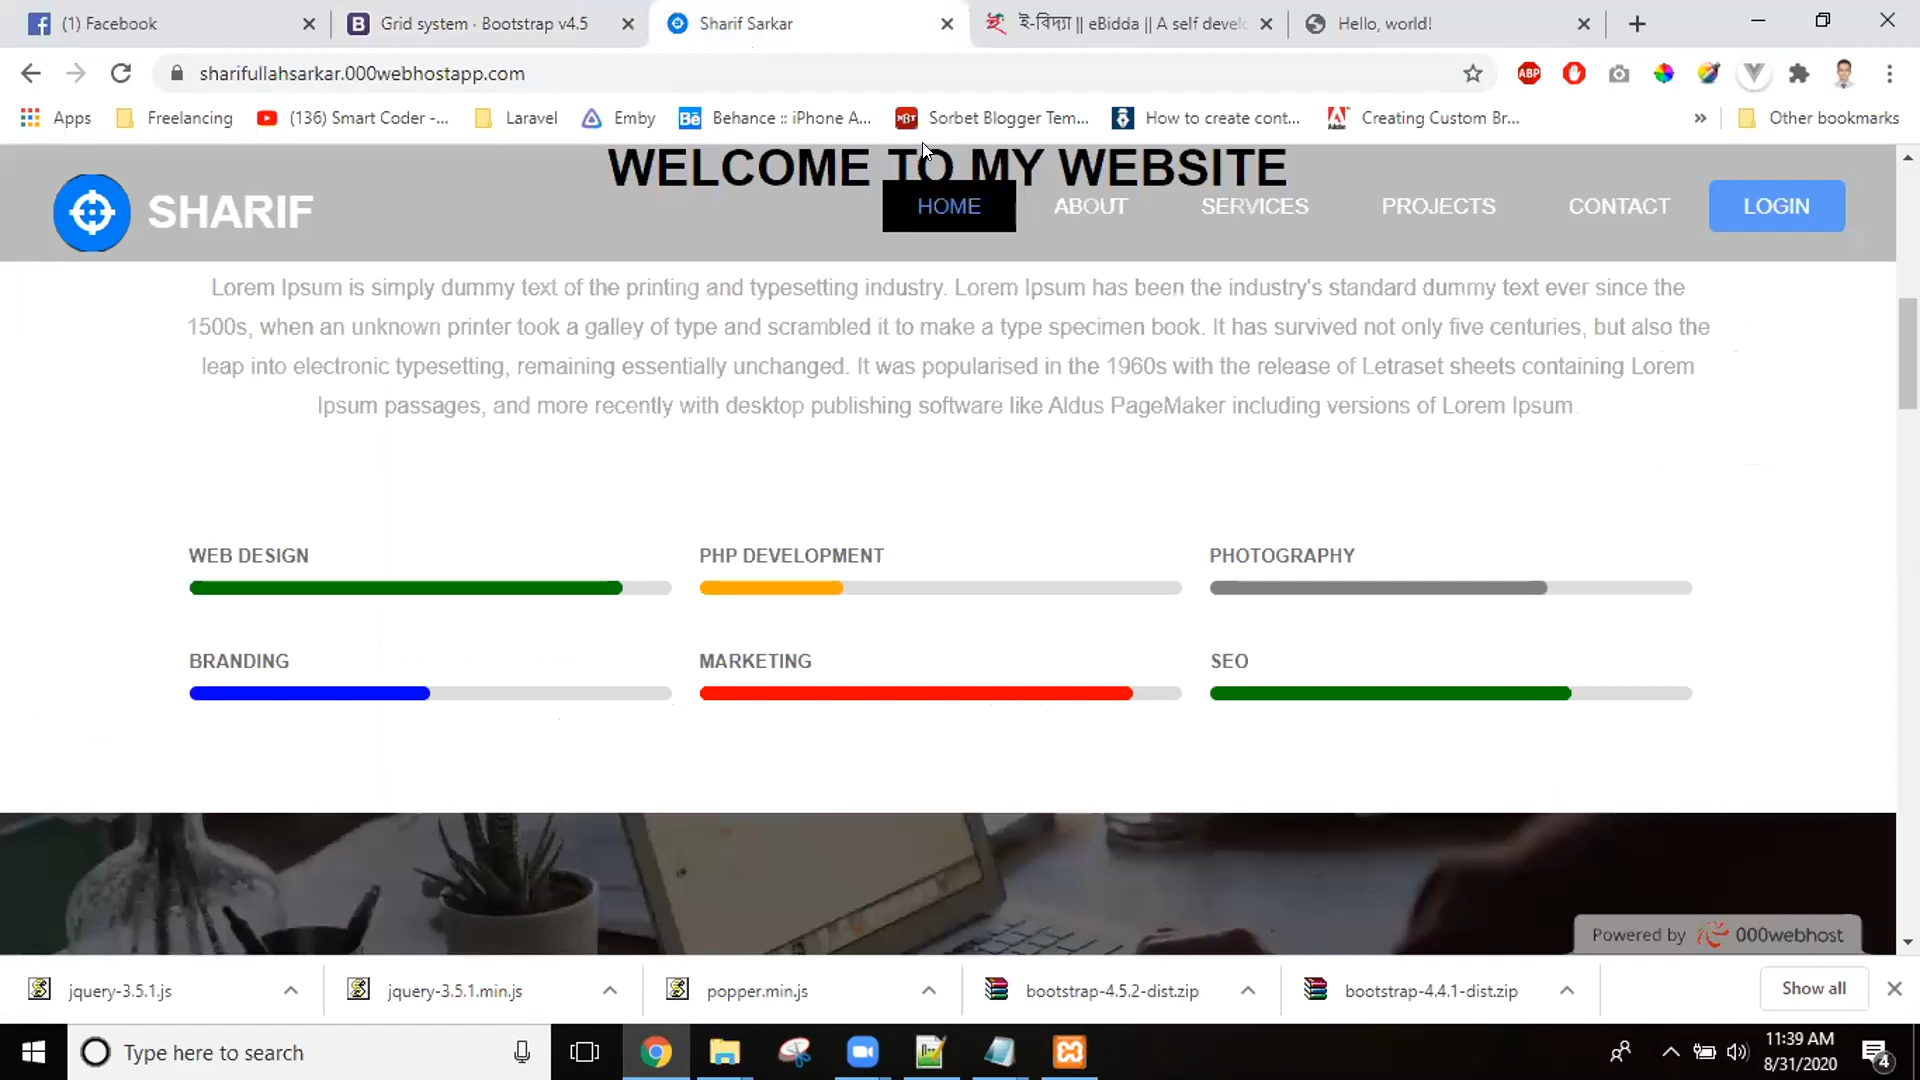 (1) Facebook
Grid system · Bootstrap v4.5
Sharif Sarkar
ই-বিদ্যা || eBidda || A self develo
Hello, world!
sharifullahsarkar.000webhostapp.com
ABP
Apps
Freelancing
(136) Smart Coder -...
Laravel
Emby
Bē
Behance :: iPhone A...
MBT
Sorbet Blogger Tem...
How to create cont...
Adobe
Creating Custom Br...
»
Other bookmarks
WELCOME TO MY WEBSITE
SHARIF
HOME
ABOUT
SERVICES
PROJECTS
CONTACT
LOGIN
Lorem Ipsum is simply dummy text of the printing and typesetting industry. Lorem Ipsum has been the industry's standard dummy text ever since the
1500s, when an unknown printer took a galley of type and scrambled it to make a type specimen book. It has survived not only five centuries, but also the
leap into electronic typesetting, remaining essentially unchanged. It was popularised in the 1960s with the release of Letraset sheets containing Lorem
Ipsum passages, and more recently with desktop publishing software like Aldus PageMaker including versions of Lorem Ipsum.
WEB DESIGN
PHP DEVELOPMENT
PHOTOGRAPHY
BRANDING
MARKETING
SEO
Powered by 000webhost
jquery-3.5.1.js
jquery-3.5.1.min.js
popper.min.js
bootstrap-4.5.2-dist.zip
bootstrap-4.4.1-dist.zip
Show all
Type here to search
11:39 AM
8/31/2020
4